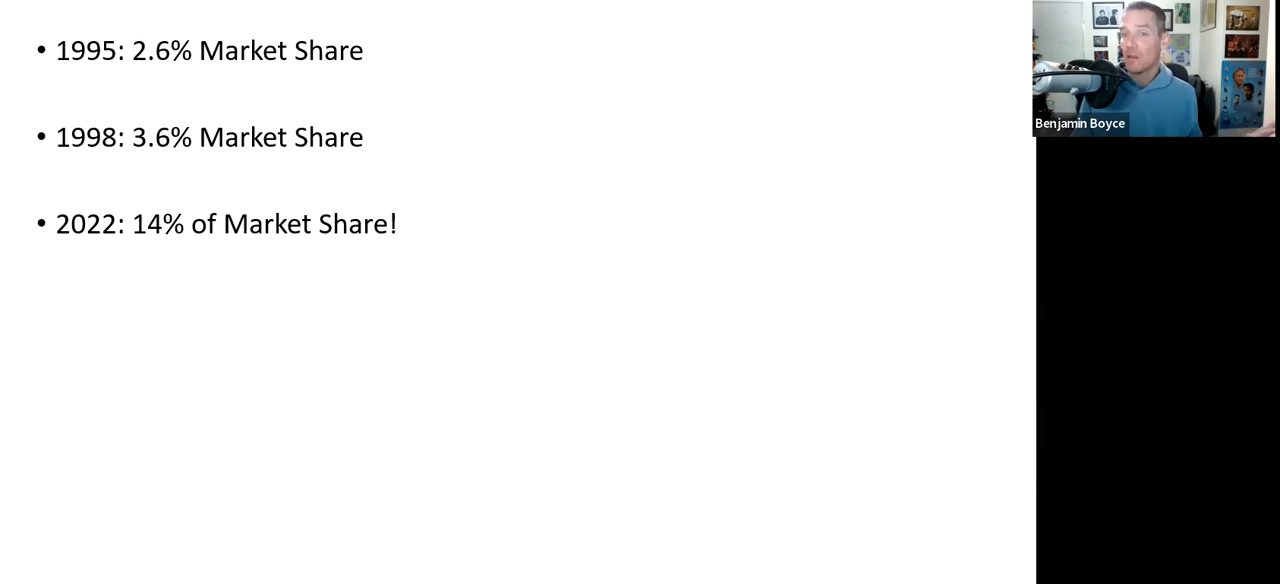 • 1995: 2.6% Market Share
• 1998: 3.6% Market Share
• 2022: 14% of Market Share!
Benjamin Boyce